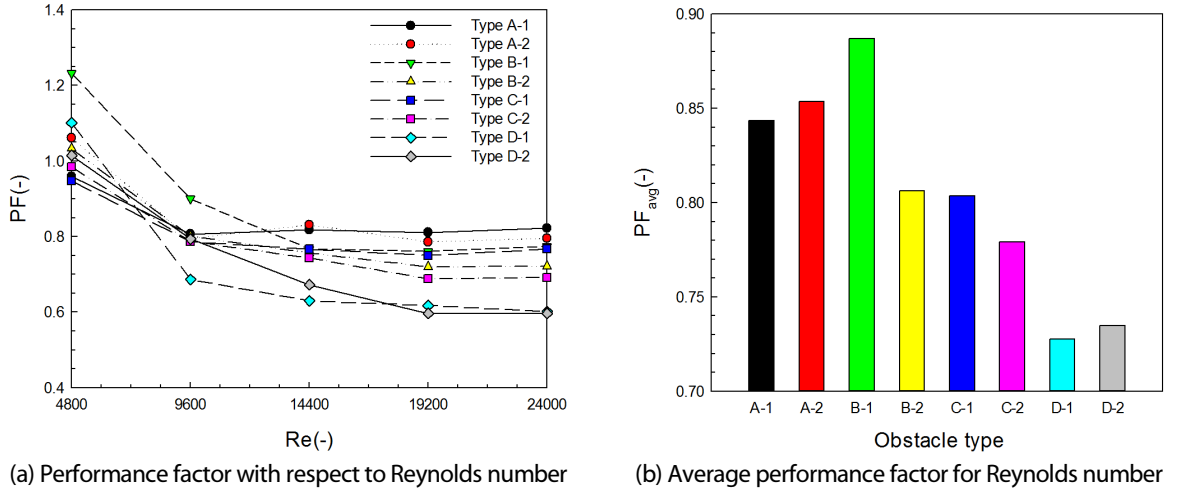 1.4
1.2
1.0
0.8
0.6
0.4
PF(-)
4800 9600 14400 19200 24000
Re(-)
Type A-1
Type A-2
Type B-1
Type B-2
Type C-1
Type C-2
Type D-1
Type D-2
(a) Performance factor with respect to Reynolds number
0.90
0.85
0.80
0.75
0.70
PFavg(-)
A-1 A-2 B-1 B-2 C-1 C-2 D-1 D-2
Obstacle type
(b) Average performance factor for Reynolds number